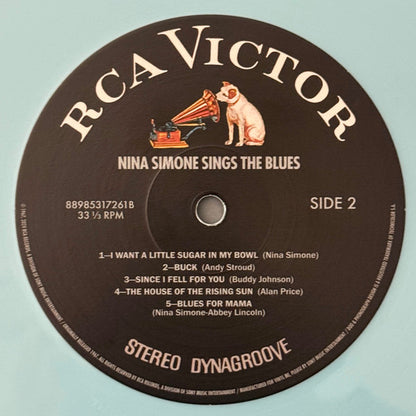 RCA VICTOR
NINA SIMONE SINGS THE BLUES
88985317261B
33 ⅓ RPM
SIDE 2
1—I WANT A LITTLE SUGAR IN MY BOWL (Nina Simone)
2—BUCK (Andy Stroud)
3—SINCE I FELL FOR YOU (Buddy Johnson)
4—THE HOUSE OF THE RISING SUN (Alan Price)
5—BLUES FOR MAMA
(Nina Simone-Abbey Lincoln)
STEREO DYNAGROOVE